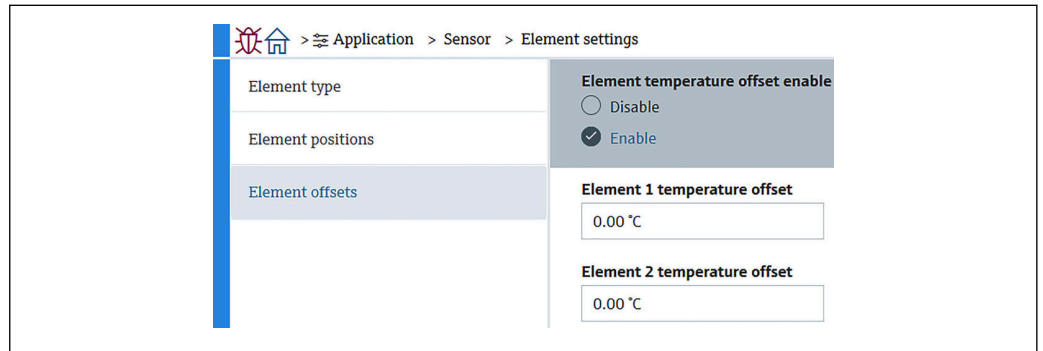 > Application > Sensor > Element settings
Element type
Element positions
Element offsets
Element temperature offset enable
Disable
Enable
Element 1 temperature offset
0.00 °C
Element 2 temperature offset
0.00 °C